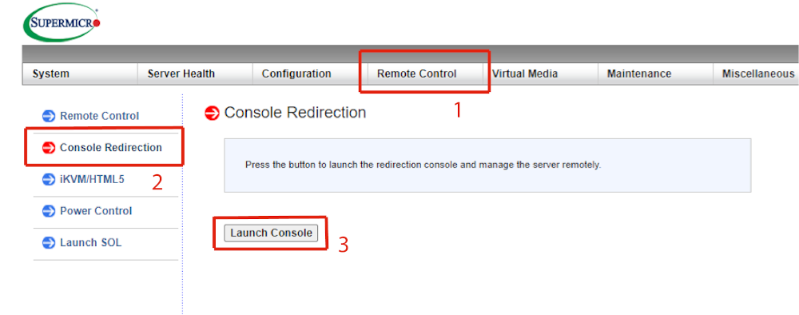 SUPERMICR
System Server Health Configuration Remote Control Virtual Media Maintenance Miscellaneous
1
Remote Control
Console Redirection
iKVM/HTML5
2
Power Control
Launch SOL
Console Redirection
Press the button to launch the redirection console and manage the server remotely.
Launch Console
3